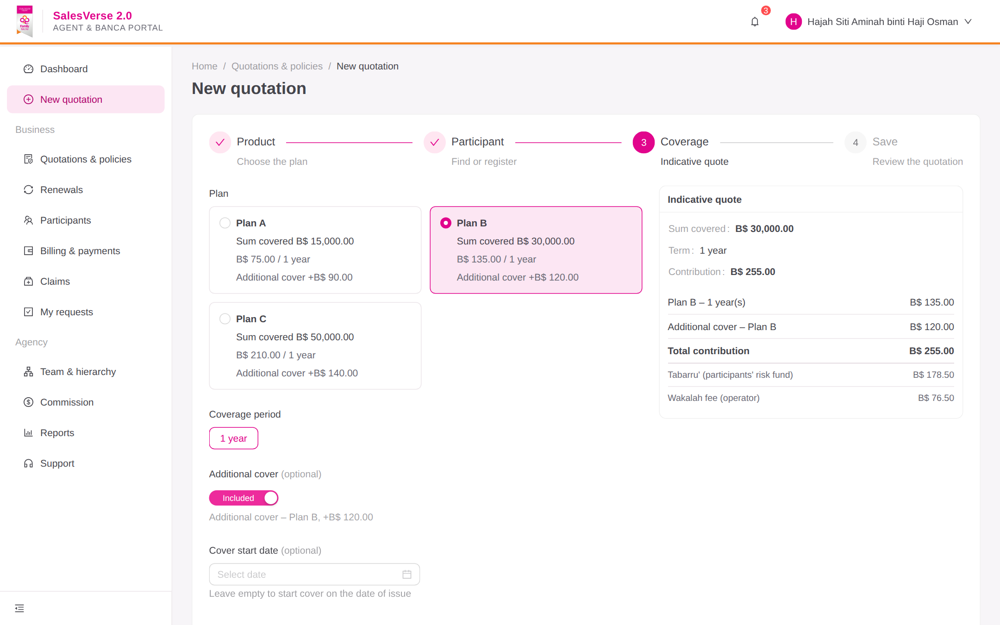 SalesVerse 2.0
AGENT & BANCA PORTAL
Family
Takaful
3
H
Hajah Siti Aminah binti Haji Osman
Dashboard
New quotation
Business
Quotations & policies
Renewals
Participants
Billing & payments
Claims
My requests
Agency
Team & hierarchy
Commission
Reports
Support
Home / Quotations & policies / New quotation
New quotation
Product
Choose the plan
Participant
Find or register
3
Coverage
Indicative quote
4
Save
Review the quotation
Plan
Plan A
Sum covered B$ 15,000.00
B$ 75.00 / 1 year
Additional cover +B$ 90.00
Plan B
Sum covered B$ 30,000.00
B$ 135.00 / 1 year
Additional cover +B$ 120.00
Plan C
Sum covered B$ 50,000.00
B$ 210.00 / 1 year
Additional cover +B$ 140.00
Coverage period
1 year
Additional cover (optional)
Included
Additional cover – Plan B, +B$ 120.00
Cover start date (optional)
Select date
Leave empty to start cover on the date of issue
Indicative quote
Sum covered : B$ 30,000.00
Term : 1 year
Contribution : B$ 255.00
Plan B – 1 year(s) B$ 135.00
Additional cover – Plan B B$ 120.00
Total contribution B$ 255.00
Tabarru' (participants' risk fund) B$ 178.50
Wakalah fee (operator) B$ 76.50